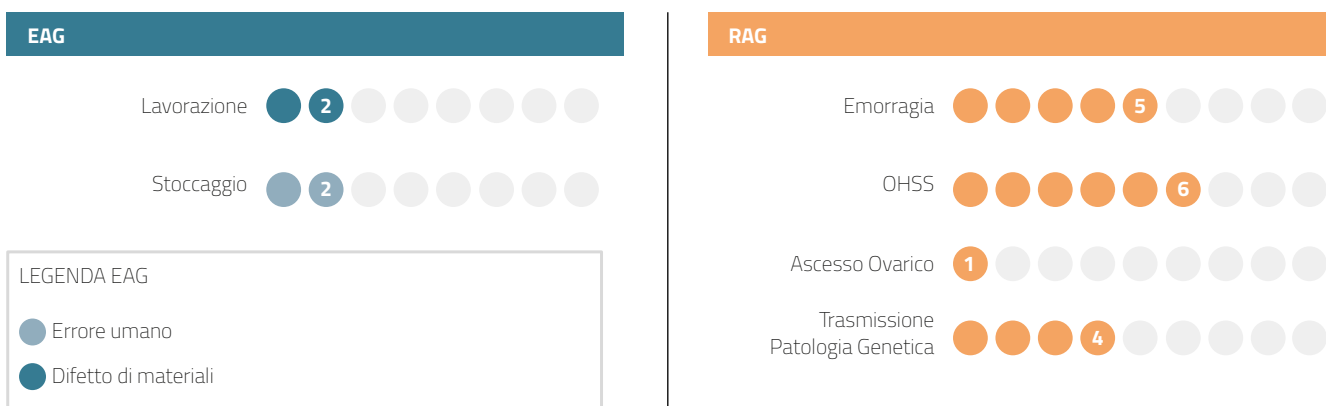 EAG
Lavorazione 2
Stoccaggio 2
LEGENDA EAG
Errore umano
Difetto di materiali
RAG
Emorragia 5
OHSS 6
Ascesso Ovarico 1
Trasmissione
Patologia Genetica 4